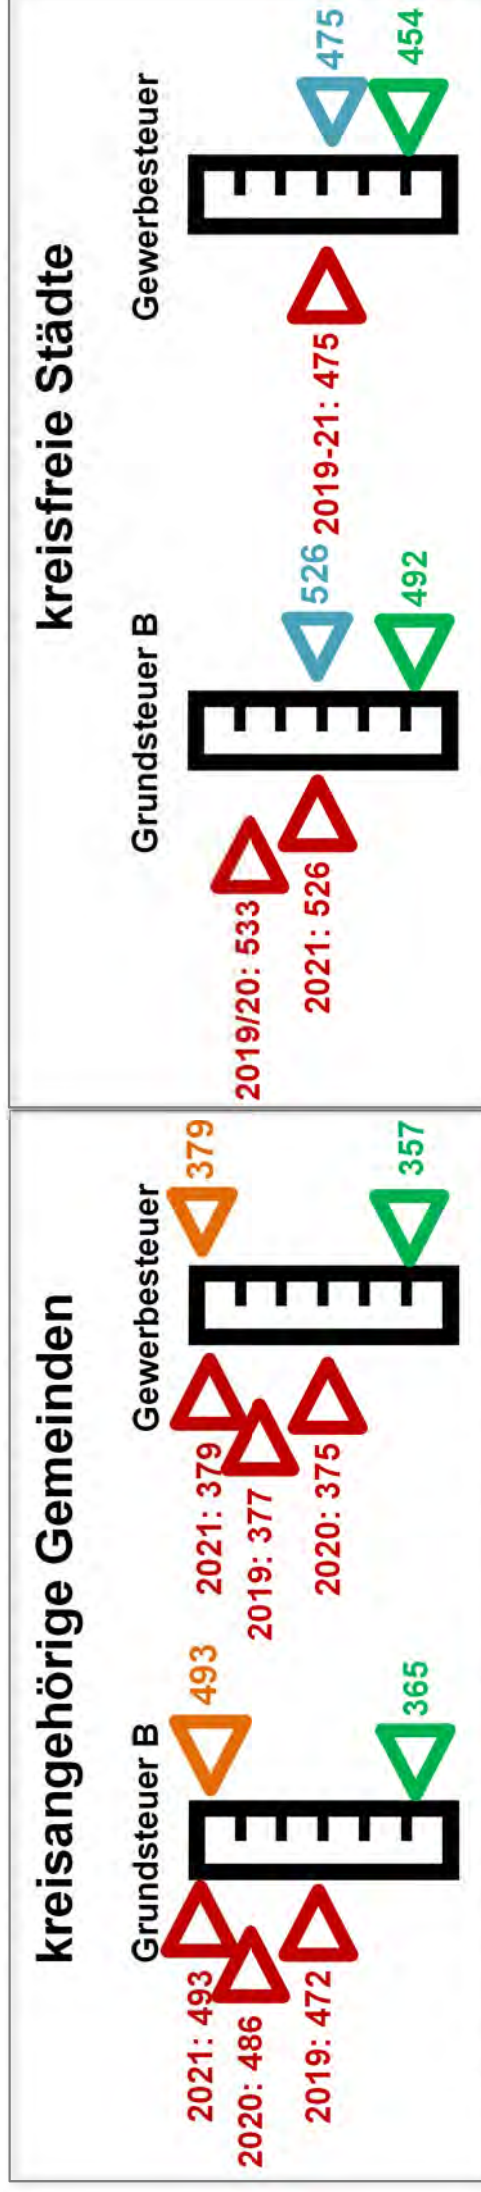 kreisangehörige Gemeinden
Grundsteuer B
2021: 493
2020: 486
2019: 472
493
365
Gewerbesteuer
2021: 379
2019: 377
2020: 375
379
357
kreisfreie Städte
Grundsteuer B
2019/20: 533
2021: 526
526
492
Gewerbesteuer
2019-21: 475
475
454